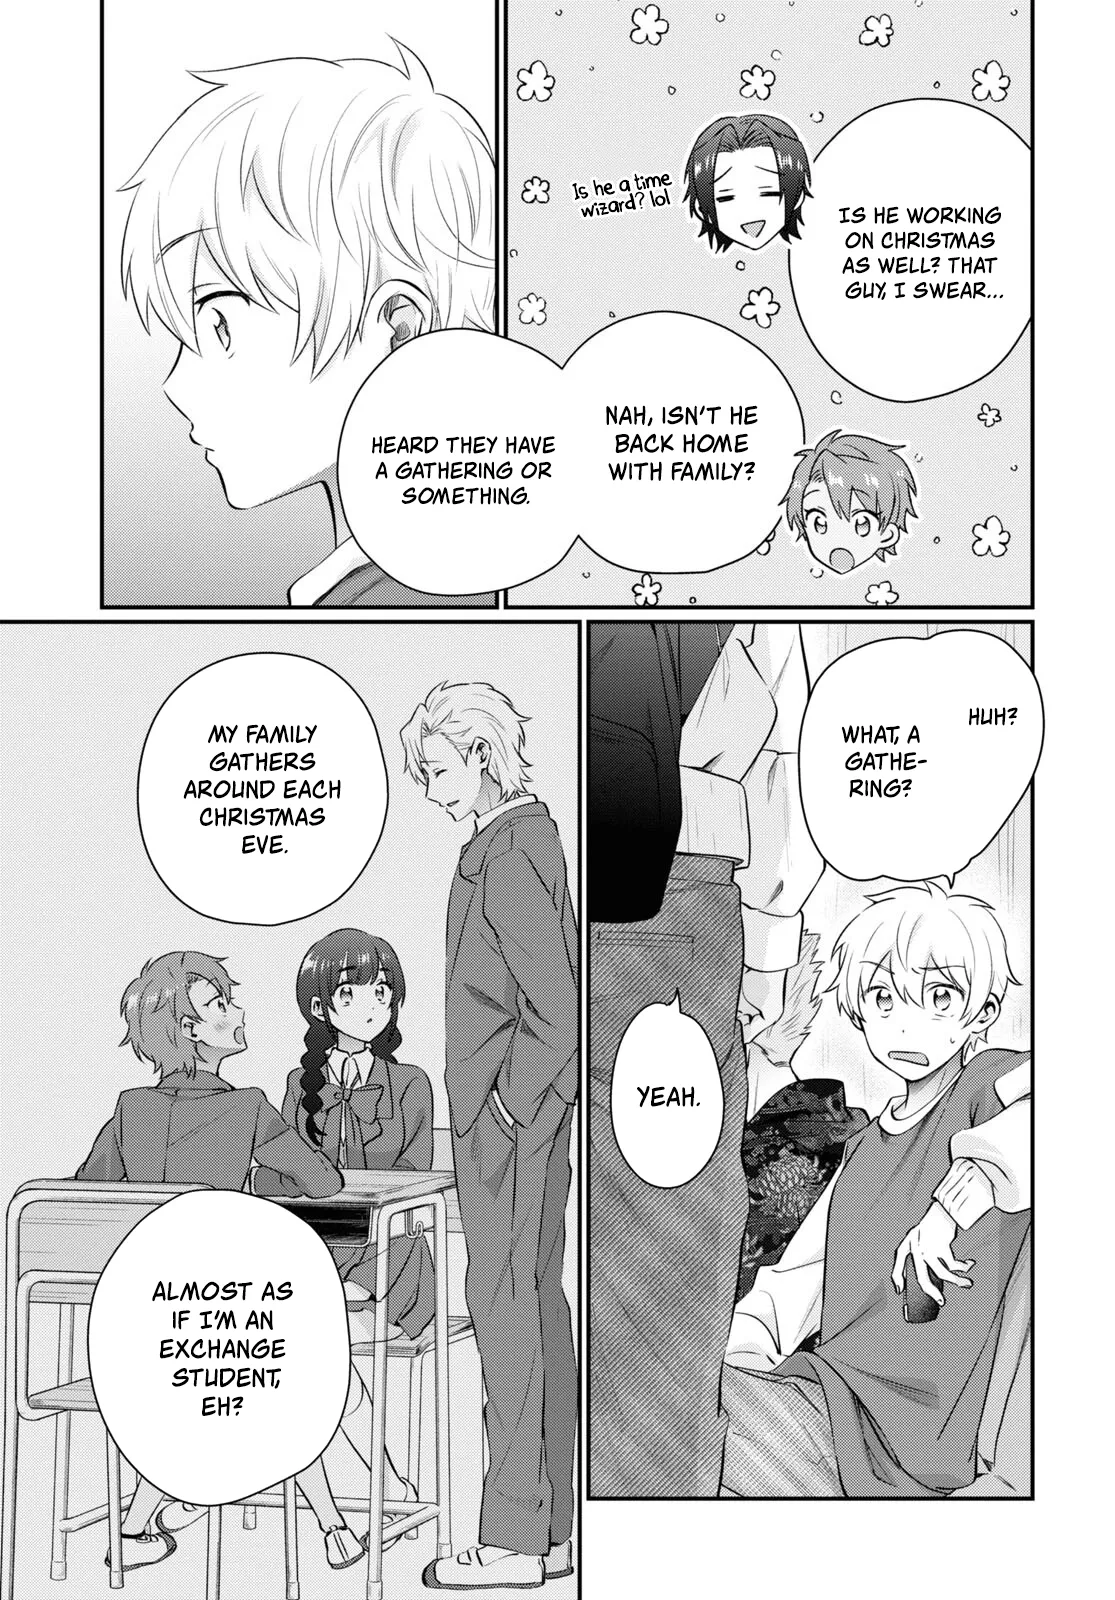 IS HE WORKING
ON CHRISTMAS
AS WELL? THAT
GUY, I SWEAR...
Is he a time
wizard? lol
NAH, ISN'T HE
BACK HOME
WITH FAMILY?
HEARD THEY HAVE
A GATHERING OR
SOMETHING.
HUH?
WHAT, A
GATHE-
RING?
YEAH.
MY FAMILY
GATHERS
AROUND EACH
CHRISTMAS
EVE.
ALMOST AS
IF I'M AN
EXCHANGE
STUDENT,
EH?